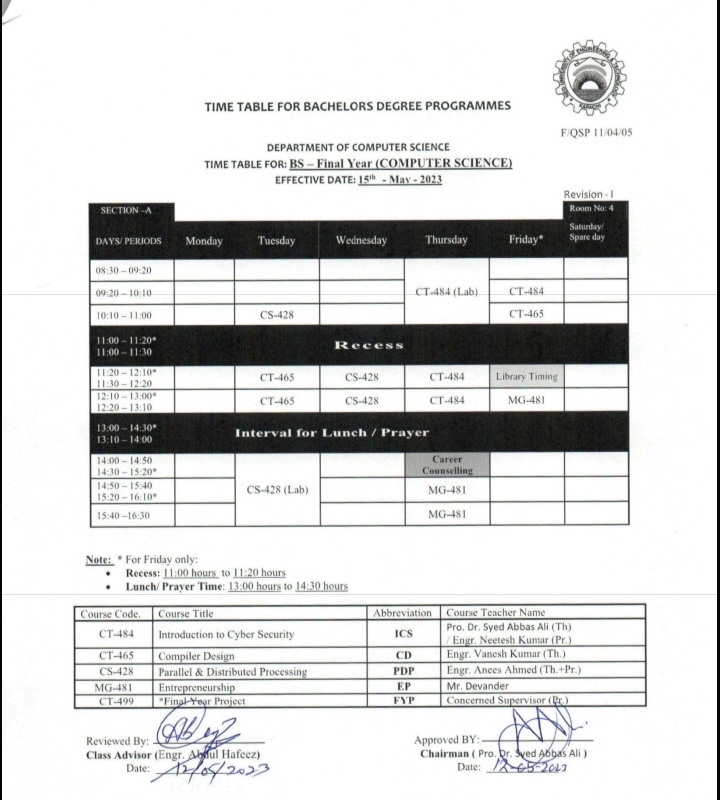 NED UNIVERSITY OF ENGINEERING & TECHNOLOGY
KARACHI
TIME TABLE FOR BACHELORS DEGREE PROGRAMMES
F/QSP 11/04/05
DEPARTMENT OF COMPUTER SCIENCE
TIME TABLE FOR: BS – Final Year (COMPUTER SCIENCE)
EFFECTIVE DATE: 15th - May - 2023
Revision - I
SECTION –A Room No: 4
DAYS/ PERIODS Monday Tuesday Wednesday Thursday Friday* Saturday/
Spare day
08:30 – 09:20
CT-484 (Lab)
09:20 – 10:10 CT-484
10:10 – 11:00 CS-428 CT-465
11:00 – 11:20*
11:00 – 11:30
Recess
11:20 – 12:10*
11:30 – 12:20
CT-465 CS-428 CT-484 Library Timing
12:10 – 13:00*
12:20 – 13:10
CT-465 CS-428 CT-484 MG-481
13:00 – 14:30*
13:10 – 14:00
Interval for Lunch / Prayer
14:00 – 14:50
14:30 – 15:20*
Career
Counselling
14:50 – 15:40
15:20 – 16:10*
CS-428 (Lab) MG-481
15:40 –16:30 MG-481
Note: * For Friday only:
• Recess: 11:00 hours to 11:20 hours
• Lunch/ Prayer Time: 13:00 hours to 14:30 hours
Course Code. Course Title Abbreviation Course Teacher Name
CT-484 Introduction to Cyber Security ICS Pro. Dr. Syed Abbas Ali (Th)
/ Engr. Neetesh Kumar (Pr.)
CT-465 Compiler Design CD Engr. Vanesh Kumar (Th.)
CS-428 Parallel & Distributed Processing PDP Engr. Anees Ahmed (Th.+Pr.)
MG-481 Entrepreneurship EP Mr. Devander
CT-499 *Final Year Project FYP Concerned Supervisor (Pr.)
Reviewed By:
Class Advisor (Engr. Abdul Hafeez)
Date: 12/05/2023
Approved BY:
Chairman ( Pro. Dr. Syed Abbas Ali )
Date: 12-05-2023